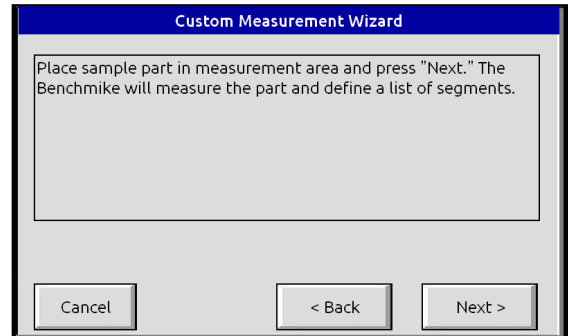 Custom Measurement Wizard
Place sample part in measurement area and press "Next." The
Benchmike will measure the part and define a list of segments.
Cancel
< Back
Next >